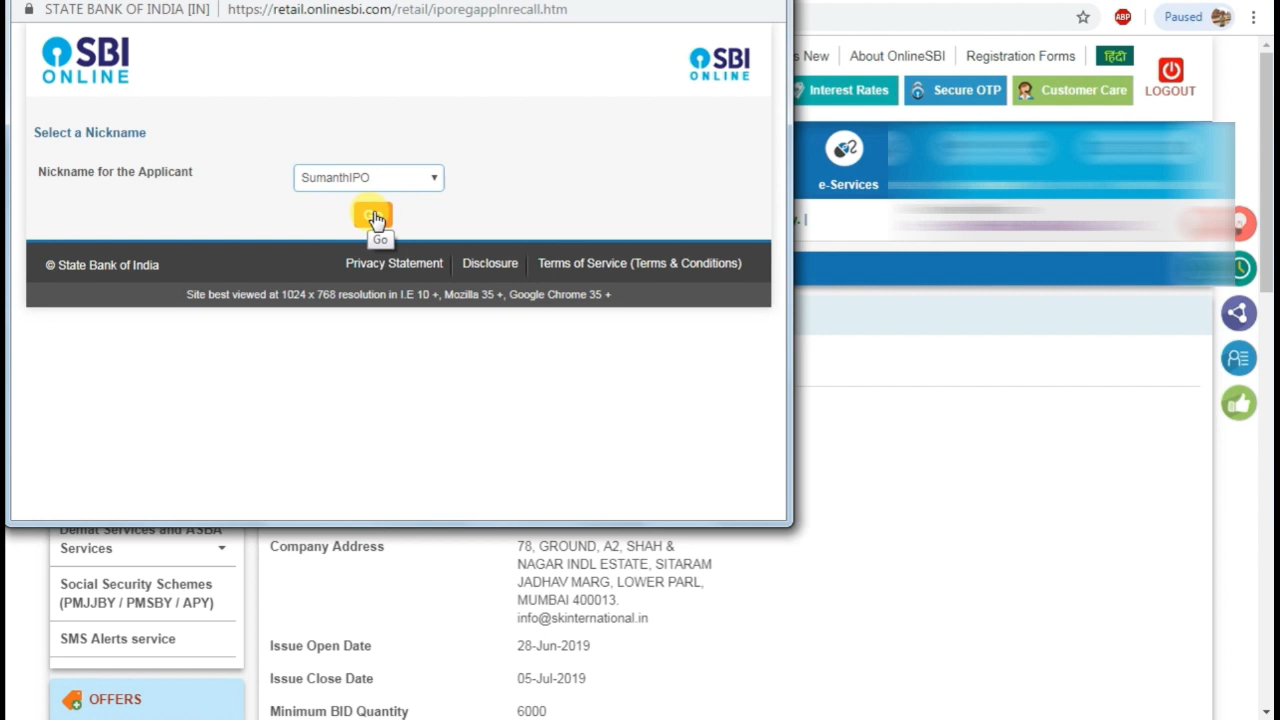 STATE BANK OF INDIA [IN] https://retail.onlinesbi.com/retail/iporegapplnrecall.htm
ABP
Paused
SBI
ONLINE
SBI
ONLINE
s New
About OnlineSBI
Registration Forms
हिंदी
Interest Rates
Secure OTP
Customer Care
LOGOUT
Select a Nickname
Nickname for the Applicant
SumanthIPO
Go
e-Services
© State Bank of India
Privacy Statement
Disclosure
Terms of Service (Terms & Conditions)
Site best viewed at 1024 x 768 resolution in I.E 10 +, Mozilla 35 +, Google Chrome 35 +
Demat Services and ASBA
Services
Social Security Schemes
(PMJJBY / PMSBY / APY)
SMS Alerts service
OFFERS
Company Address
78, GROUND, A2, SHAH &
NAGAR INDL ESTATE, SITARAM
JADHAV MARG, LOWER PARL,
MUMBAI 400013.
info@skinternational.in
Issue Open Date
28-Jun-2019
Issue Close Date
05-Jul-2019
Minimum BID Quantity
6000